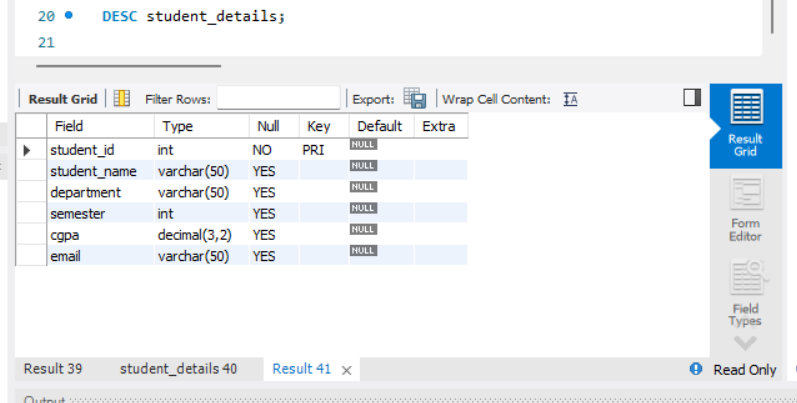 20 DESC student_details;
21
Result Grid Filter Rows: Export: Wrap Cell Content: IA
Field Type Null Key Default Extra
student_id int NO PRI NULL
student_name varchar(50) YES NULL
department varchar(50) YES NULL
semester int YES NULL
cgpa decimal(3,2) YES NULL
email varchar(50) YES NULL
Result
Grid
Form
Editor
Field
Types
Result 39 student_details 40 Result 41 Read Only
Output